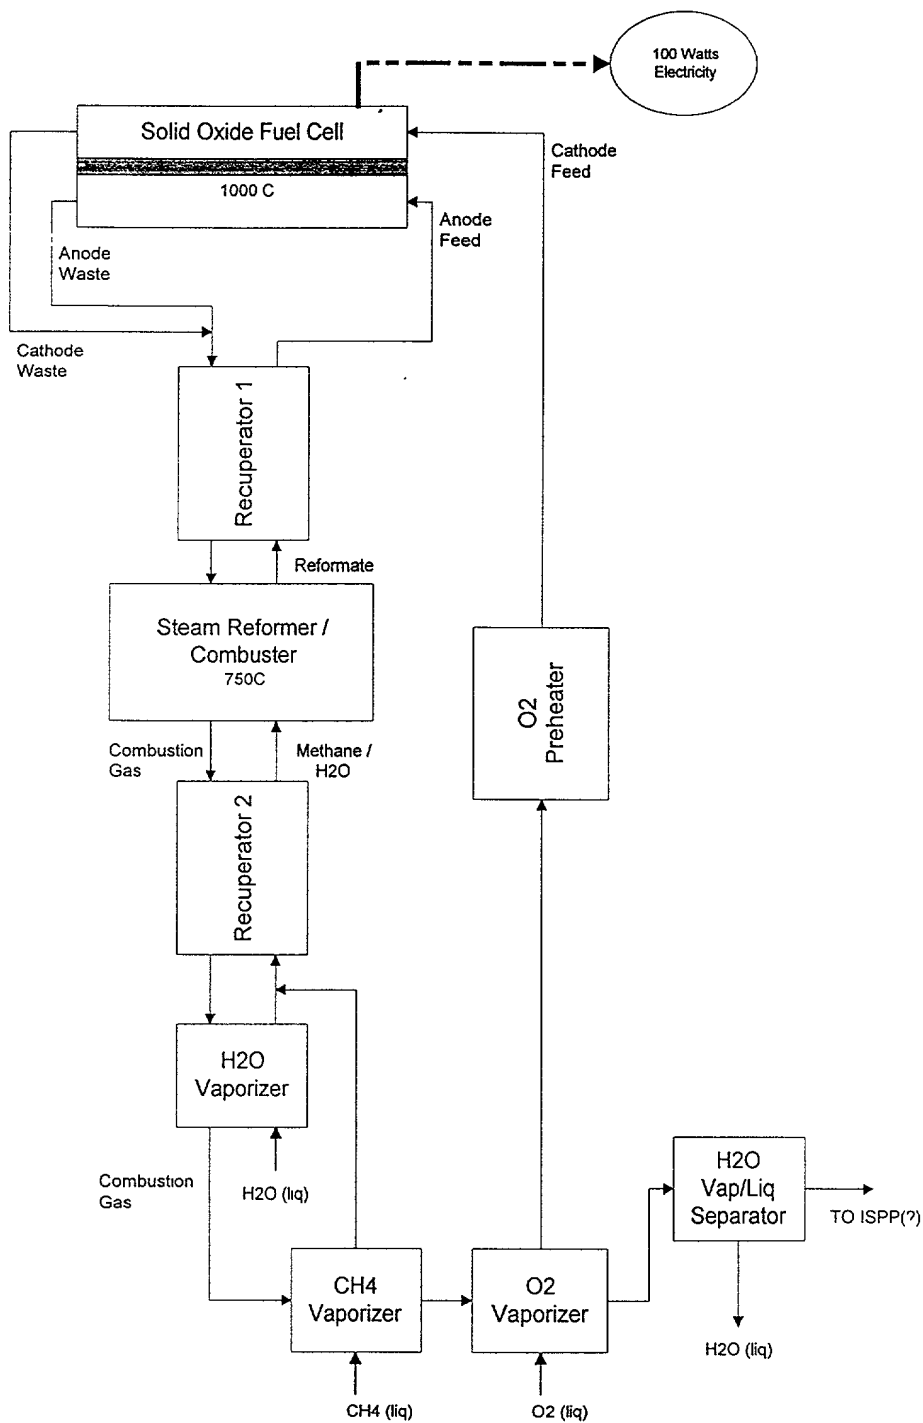 100 Watts
Electricity
Solid Oxide Fuel Cell
1000 C
Cathode
Feed
Anode
Feed
Anode
Waste
Cathode
Waste
Recuperator 1
Reformate
Steam Reformer /
Combuster
750C
O2
Preheater
Combustion
Gas
Methane /
H2O
Recuperator 2
H2O
Vaporizer
Combustion
Gas
H2O (liq)
H2O
Vap/Liq
Separator
TO ISPP(?)
CH4
Vaporizer
O2
Vaporizer
H2O (liq)
CH4 (liq)
O2 (liq)